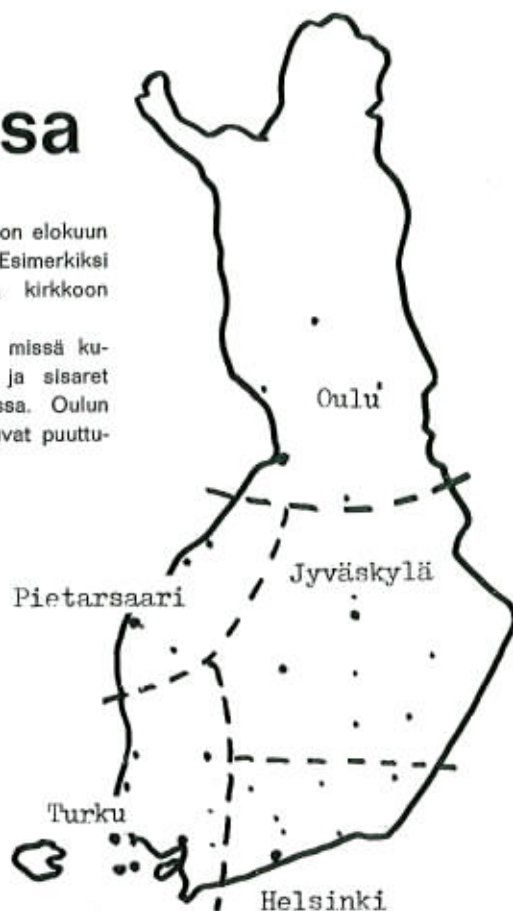 sa
on elokuun
Esimerkiksi
kirkkoon
missä ku-
ja sisaret
ssa. Oulun
vat puuttu-
Oulu
Jyväskylä
Pietarsaari
Turku
Helsinki